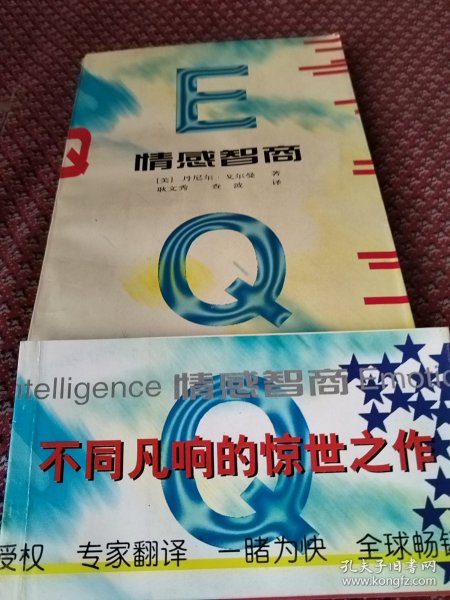 E
情感智商
[美] 丹尼尔·戈尔曼 著
耿文秀 查波 译
Q
Q
ntelligence 情感智商 Emotio
Q
不同凡响的惊世之作
授权 专家翻译 一睹为快 全球畅销
孔夫子旧书网
www.kongfz.com